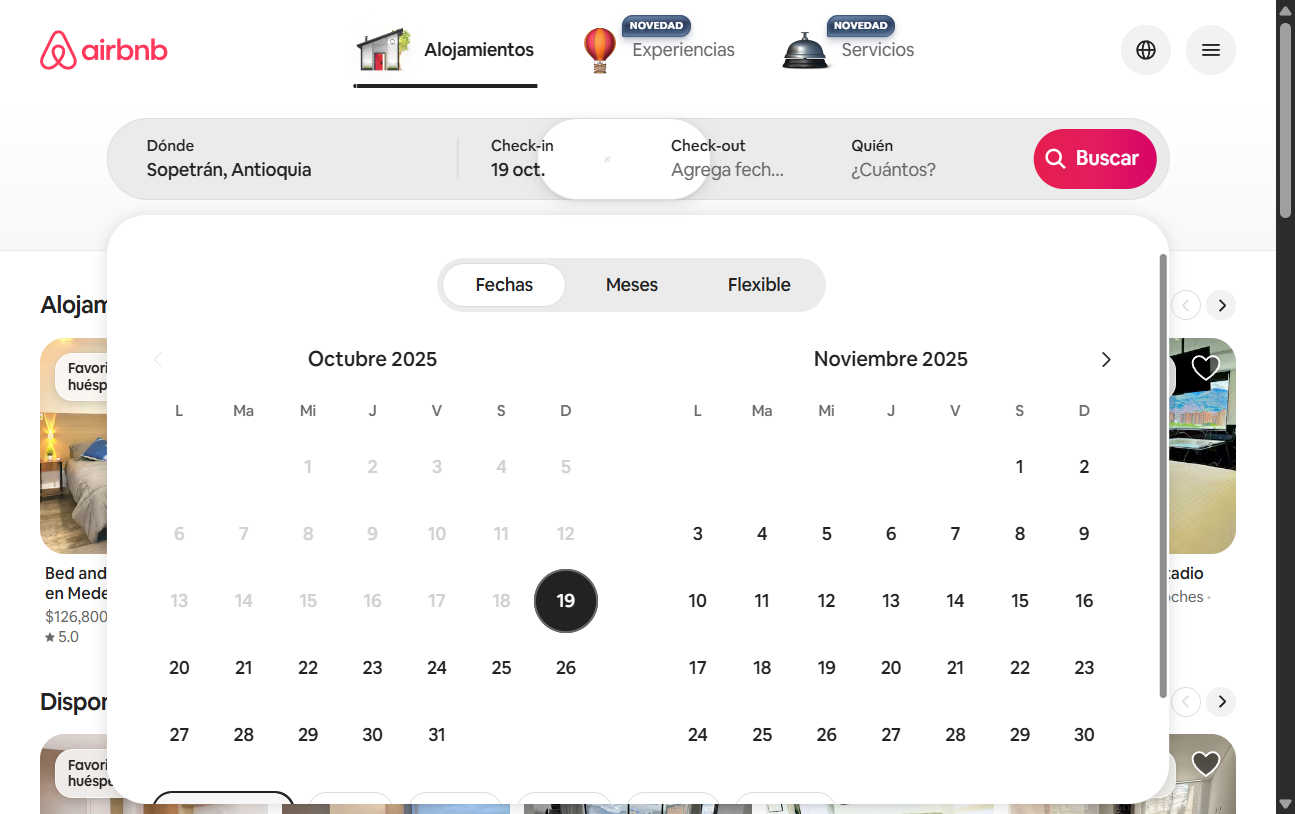 airbnb
Alojamientos
NOVEDAD
Experiencias
NOVEDAD
Servicios
Dónde
Sopetrán, Antioquia
Check-in
19 oct.
×
Check-out
Agrega fech...
Quién
¿Cuántos?
Buscar
Fechas
Meses
Flexible
Octubre 2025
L Ma Mi J V S D
1 2 3 4 5
6 7 8 9 10 11 12
13 14 15 16 17 18 19
20 21 22 23 24 25 26
27 28 29 30 31
Noviembre 2025
L Ma Mi J V S D
1 2
3 4 5 6 7 8 9
10 11 12 13 14 15 16
17 18 19 20 21 22 23
24 25 26 27 28 29 30
Alojam
Favori
huésp
Bed and
en Mede
$126,800
★ 5.0
tadio
oches ·
Dispon
Favori
huéspe